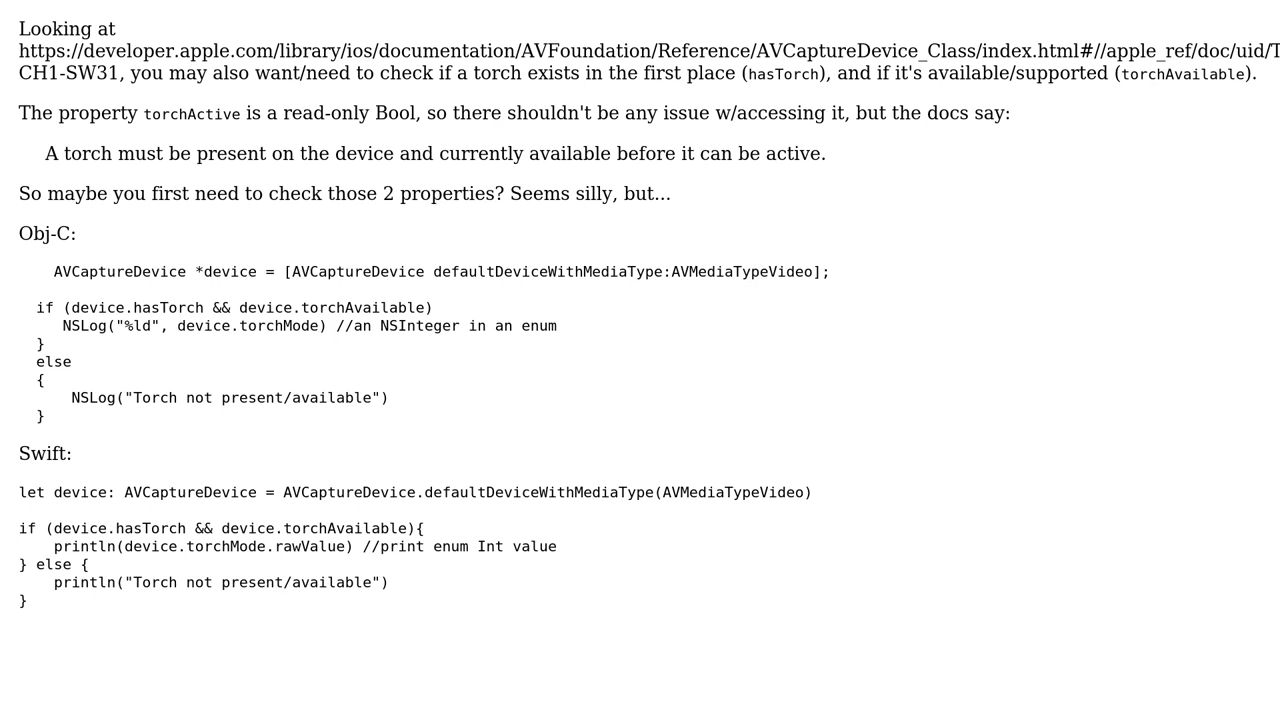 Looking at
https://developer.apple.com/library/ios/documentation/AVFoundation/Reference/AVCaptureDevice_Class/index.html#//apple_ref/doc/uid/T
CH1-SW31, you may also want/need to check if a torch exists in the first place (hasTorch), and if it's available/supported (torchAvailable).
The property torchActive is a read-only Bool, so there shouldn't be any issue w/accessing it, but the docs say:
A torch must be present on the device and currently available before it can be active.
So maybe you first need to check those 2 properties? Seems silly, but...
Obj-C:
AVCaptureDevice *device = [AVCaptureDevice defaultDeviceWithMediaType:AVMediaTypeVideo];
if (device.hasTorch && device.torchAvailable)
NSLog("%ld", device.torchMode) //an NSInteger in an enum
}
else
{
NSLog("Torch not present/available")
}
Swift:
let device: AVCaptureDevice = AVCaptureDevice.defaultDeviceWithMediaType(AVMediaTypeVideo)
if (device.hasTorch && device.torchAvailable){
println(device.torchMode.rawValue) //print enum Int value
} else {
println("Torch not present/available")
}